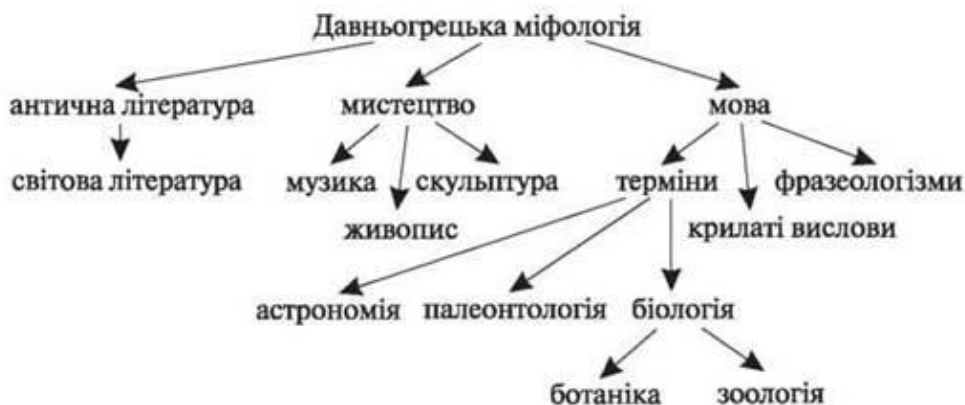 Давньогрецька міфологія
антична література мистецтво мова
світова література музика скульптура терміни фразеологізми
живопис крилаті вислови
астрономія палеонтологія біологія
ботаніка зоологія